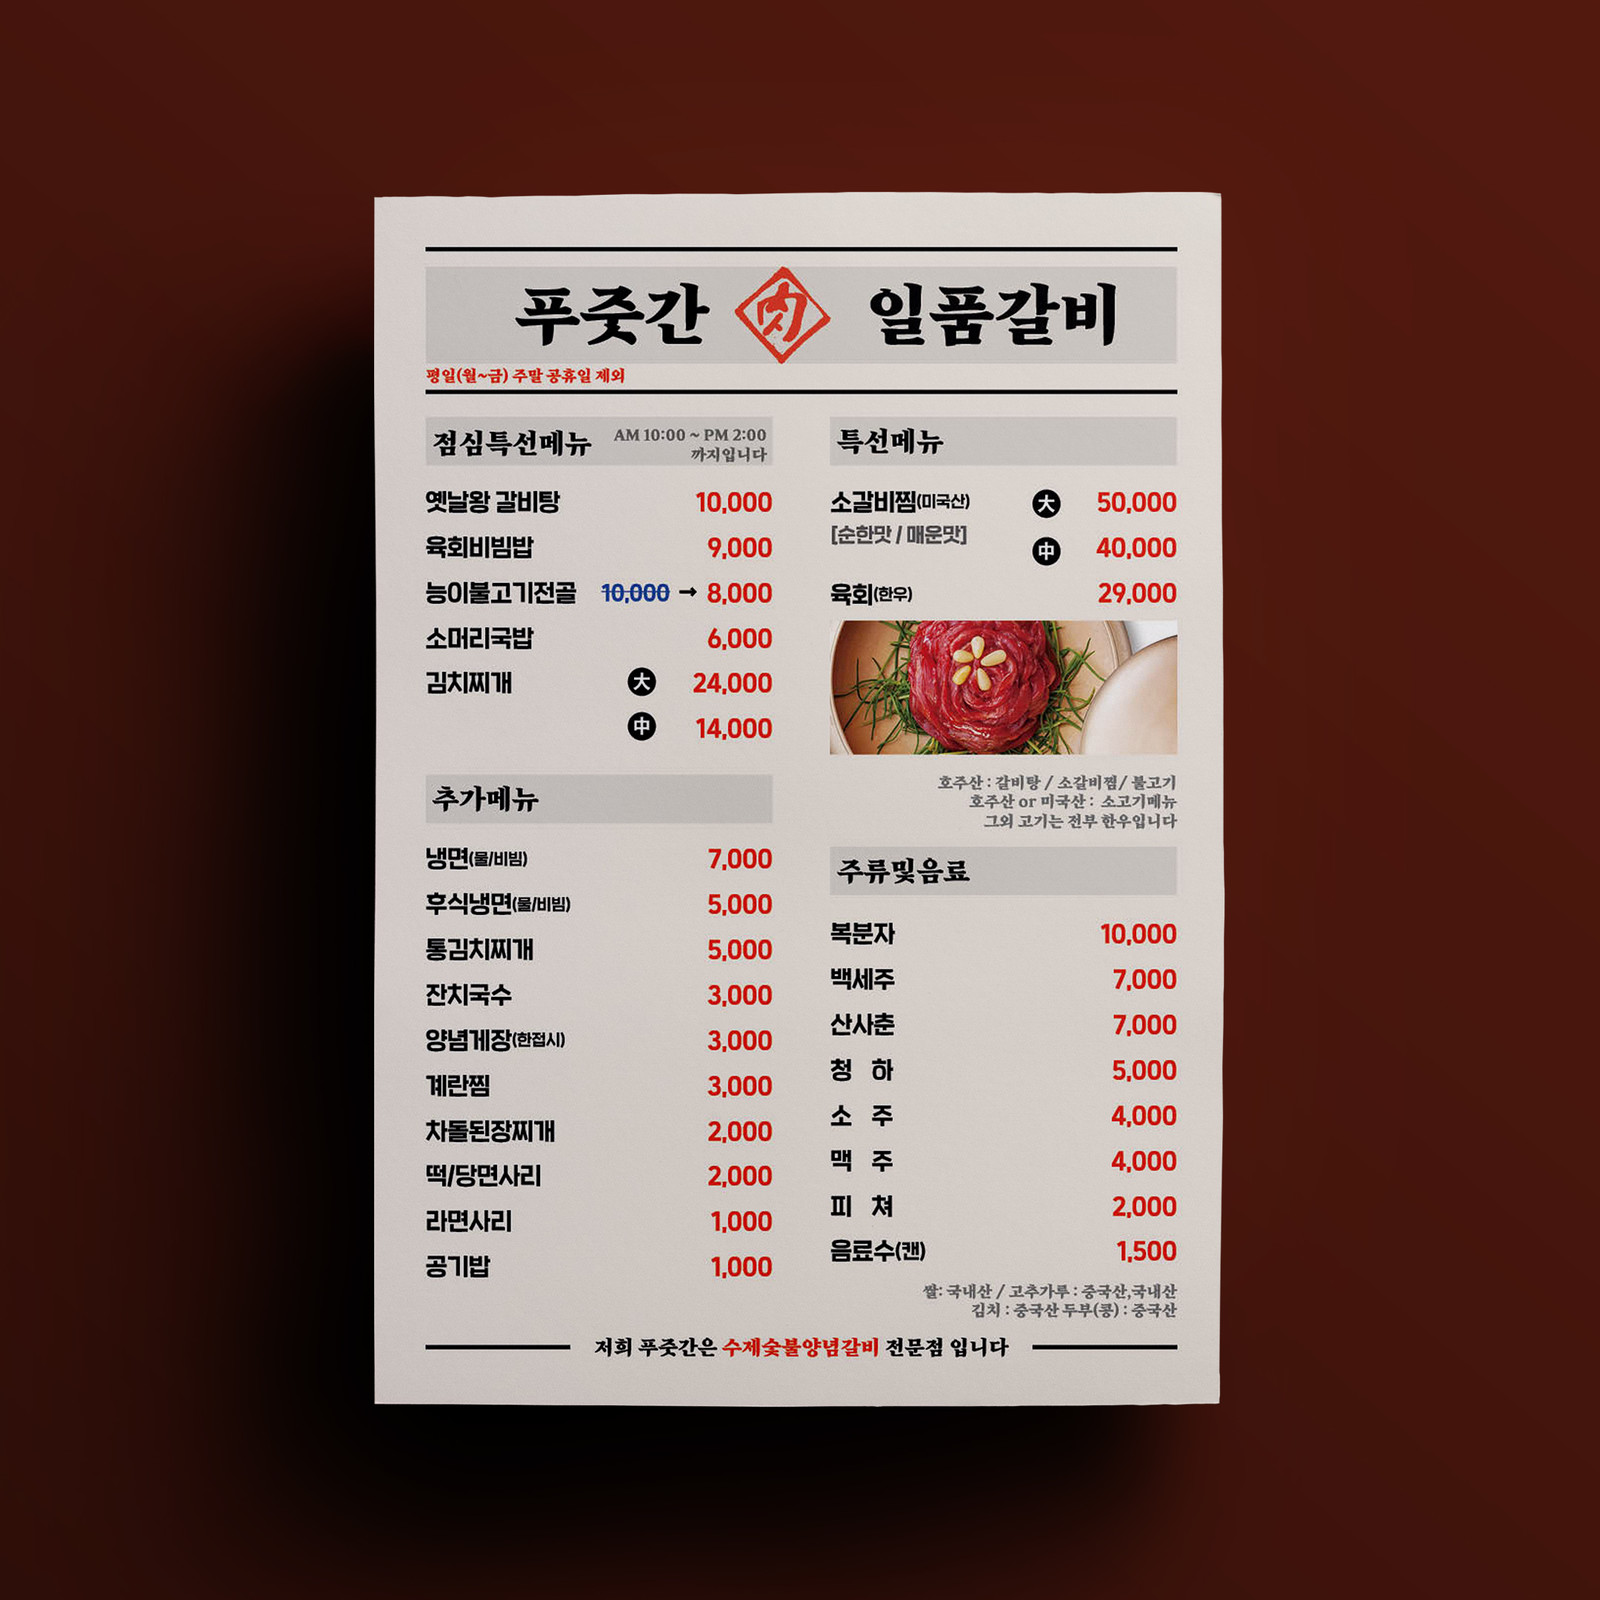 푸줏간 肉 일품갈비
평일(월~금) 주말 공휴일 제외
점심특선메뉴 AM 10:00 ~ PM 2:00
까지입니다
옛날왕 갈비탕 10,000
육회비빔밥 9,000
능이불고기전골 10,000 → 8,000
소머리국밥 6,000
김치찌개 大 24,000
中 14,000
추가메뉴
냉면(물/비빔) 7,000
후식냉면(물/비빔) 5,000
통김치찌개 5,000
잔치국수 3,000
양념게장(한접시) 3,000
계란찜 3,000
차돌된장찌개 2,000
떡/당면사리 2,000
라면사리 1,000
공기밥 1,000
특선메뉴
소갈비찜(미국산) 大 50,000
[순한맛 / 매운맛]
中 40,000
육회(한우) 29,000
호주산 : 갈비탕 / 소갈비찜/ 불고기
호주산 or 미국산 : 소고기메뉴
그외 고기는 전부 한우입니다
주류및음료
복분자 10,000
백세주 7,000
산사춘 7,000
청 하 5,000
소 주 4,000
맥 주 4,000
피 쳐 2,000
음료수(캔) 1,500
쌀: 국내산 / 고추가루 : 중국산,국내산
김치 : 중국산 두부(콩) : 중국산
저희 푸줏간은 수제숯불양념갈비 전문점 입니다